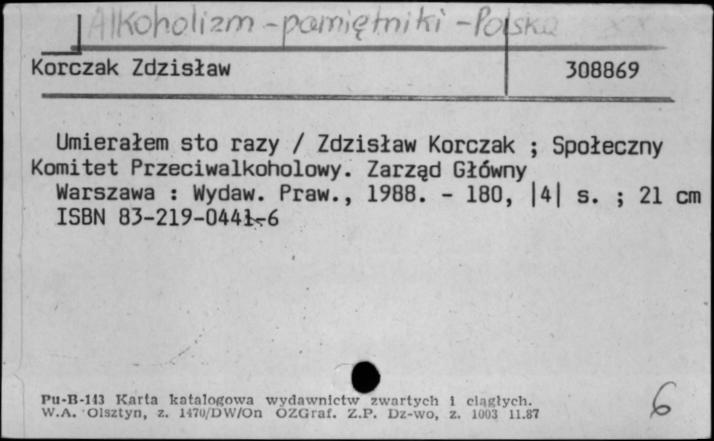 Alkoholizm - pamiętniki - Polska
Korczak Zdzisław 308869
Umierałem sto razy / Zdzisław Korczak ; Społeczny
Komitet Przeciwalkoholowy. Zarząd Główny
Warszawa : Wydaw. Praw., 1988. - 180, |4| s. ; 21 cm
ISBN 83-219-0441-6
Pu-B-143 Karta katalogowa wydawnictw zwartych i ciągłych.
W.A. Olsztyn, z. 1470/DW/On OZGraf. Z.P. Dz-wo, z. 1003 11.87
6